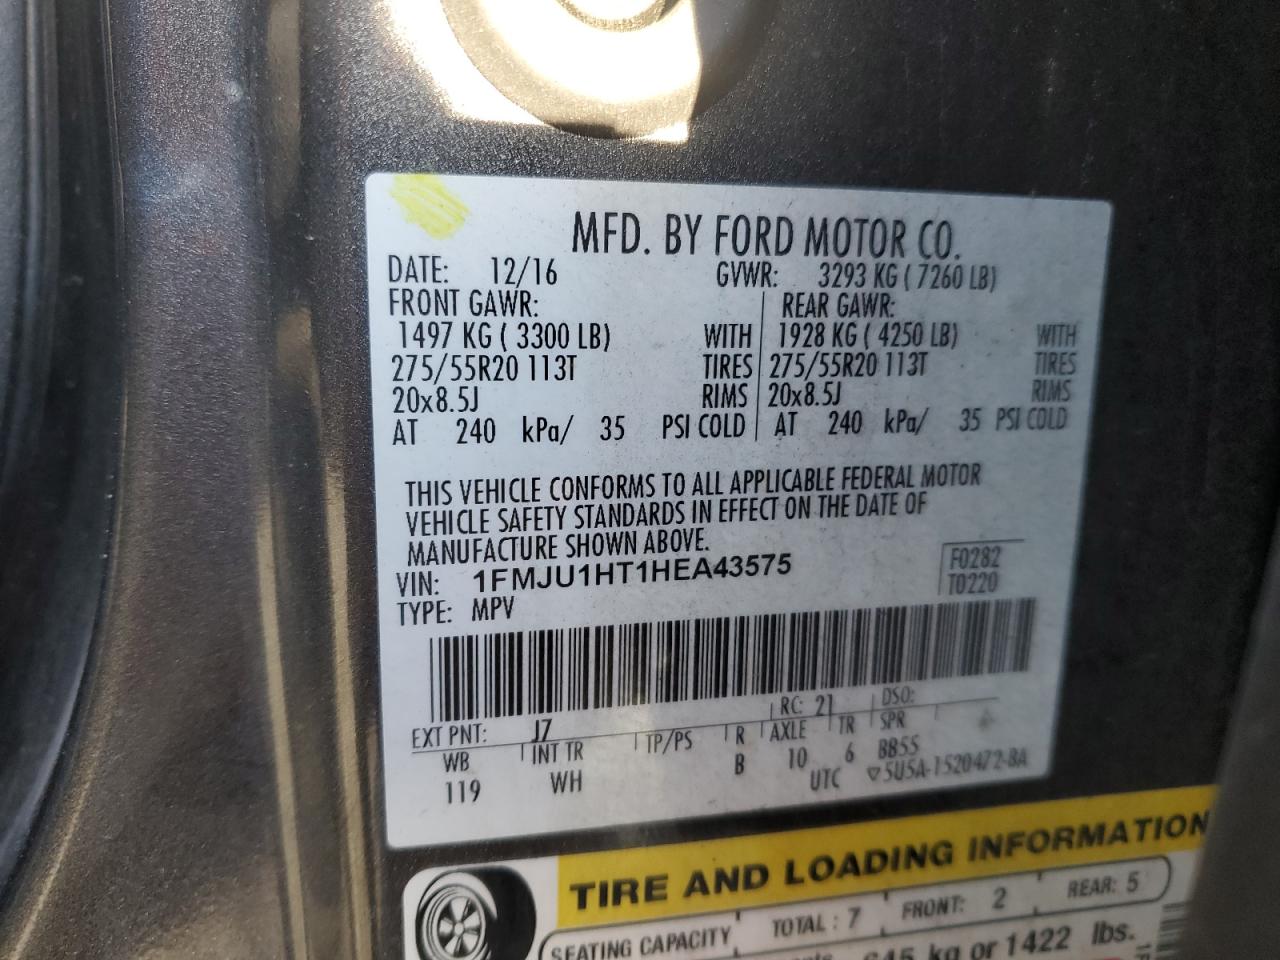 MFD. BY FORD MOTOR CO.
DATE: 12/16 GVWR: 3293 KG ( 7260 LB)
FRONT GAWR: REAR GAWR:
1497 KG ( 3300 LB) WITH 1928 KG ( 4250 LB) WITH
275/55R20 113T TIRES 275/55R20 113T TIRES
20x8.5J RIMS 20x8.5J RIMS
AT 240 kPa/ 35 PSI COLD AT 240 kPa/ 35 PSI COLD
THIS VEHICLE CONFORMS TO ALL APPLICABLE FEDERAL MOTOR
VEHICLE SAFETY STANDARDS IN EFFECT ON THE DATE OF
MANUFACTURE SHOWN ABOVE.
VIN: 1FMJU1HT1HEA43575 F0282
TYPE: MPV T0220
EXT PNT: J7 RC: 21 DSO:
WB INT TR TP/PS R AXLE TR SPR
119 WH B 10 6 BB55
UTC ▽5U5A-1520472-BA
TIRE AND LOADING INFORMATION
SEATING CAPACITY TOTAL : 7 FRONT: 2 REAR: 5
645 kg or 1422 lbs.